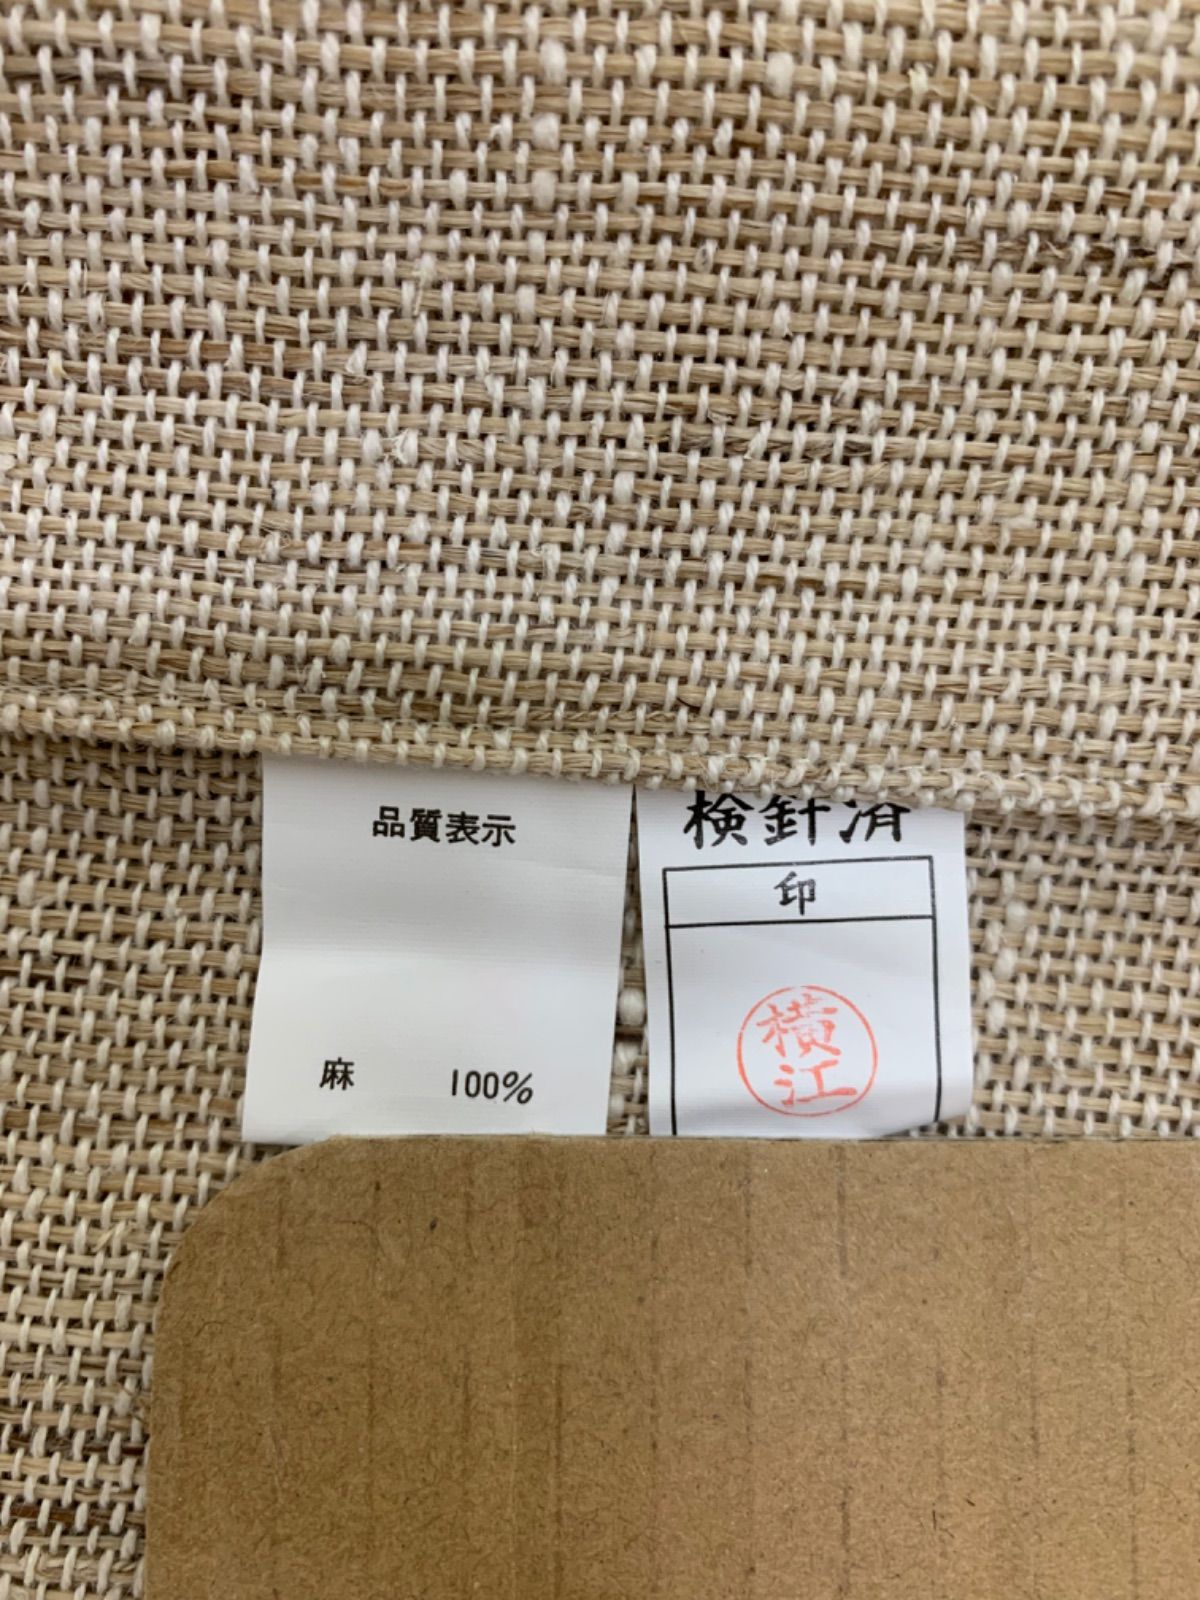 品質表示
麻 100%
検針済
印
横江